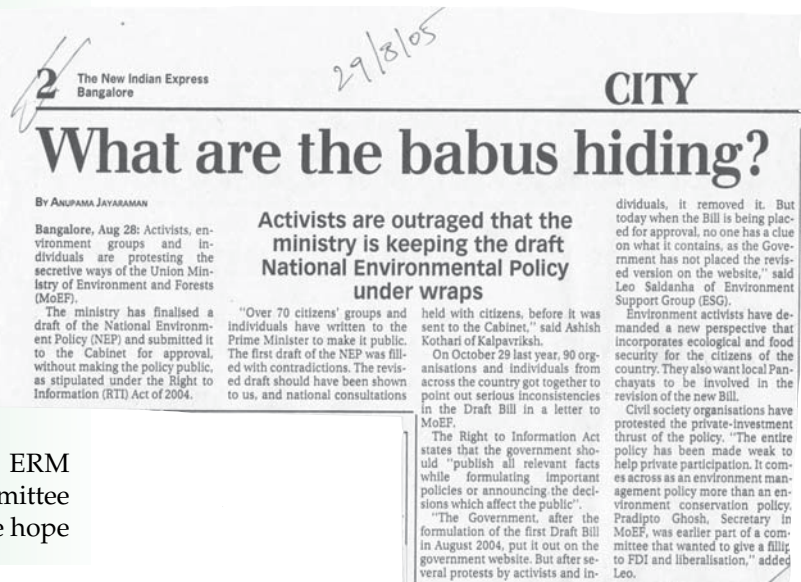 29/8/05
2
The New Indian Express
Bangalore
CITY
What are the babus hiding?
BY ANUPAMA JAYARAMAN
Activists are outraged that the
ministry is keeping the draft
National Environmental Policy
under wraps
Bangalore, Aug 28: Activists, en-
vironment groups and in-
dividuals are protesting the
secretive ways of the Union Min-
istry of Environment and Forests
(MoEF).
The ministry has finalised a
draft of the National Environm-
ent Policy (NEP) and submitted it
to the Cabinet for approval,
without making the policy public,
as stipulated under the Right to
Information (RTI) Act of 2004.
"Over 70 citizens' groups and
individuals have written to the
Prime Minister to make it public.
The first draft of the NEP was fill-
ed with contradictions. The revis-
ed draft should have been shown
to us, and national consultations
held with citizens, before it was
sent to the Cabinet," said Ashish
Kothari of Kalpavriksh.
On October 29 last year, 90 org-
anisations and individuals from
across the country got together to
point out serious inconsistencies
in the Draft Bill in a letter to
MoEF.
The Right to Information Act
states that the government sho-
uld "publish all relevant facts
while formulating important
policies or announcing the deci-
sions which affect the public".
"The Government, after the
formulation of the first Draft Bill
in August 2004, put it out on the
government website. But after se-
veral protests by activists and in-
dividuals, it removed it. But
today when the Bill is being plac-
ed for approval, no one has a clue
on what it contains, as the Gove-
rnment has not placed the revis-
ed version on the website," said
Leo Saldanha of Environment
Support Group (ESG).
Environment activists have de-
manded a new perspective that
incorporates ecological and food
security for the citizens of the
country. They also want local Pan-
chayats to be involved in the
revision of the new Bill.
Civil society organisations have
protested the private-investment
thrust of the policy. "The entire
policy has been made weak to
help private participation. It com-
es across as an environment man-
agement policy more than an en-
vironment conservation policy.
Pradipto Ghosh, Secretary in
MoEF, was earlier part of a com-
mittee that wanted to give a fillip
to FDI and liberalisation," added
Leo.
ERM
mittee
e hope